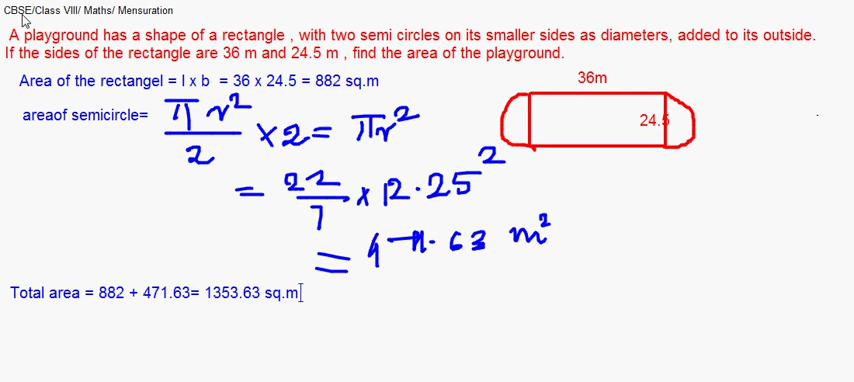 CBSE/Class VIII/ Maths/ Mensuration
A playground has a shape of a rectangle , with two semi circles on its smaller sides as diameters, added to its outside.
If the sides of the rectangle are 36 m and 24.5 m , find the area of the playground.
Area of the rectangel = l x b = 36 x 24.5 = 882 sq.m
36m
24.5
areaof semicircle= πr²/2 × 2 = πr²
= 22/7 × 12.25²
= 471.63 m²
Total area = 882 + 471.63= 1353.63 sq.m